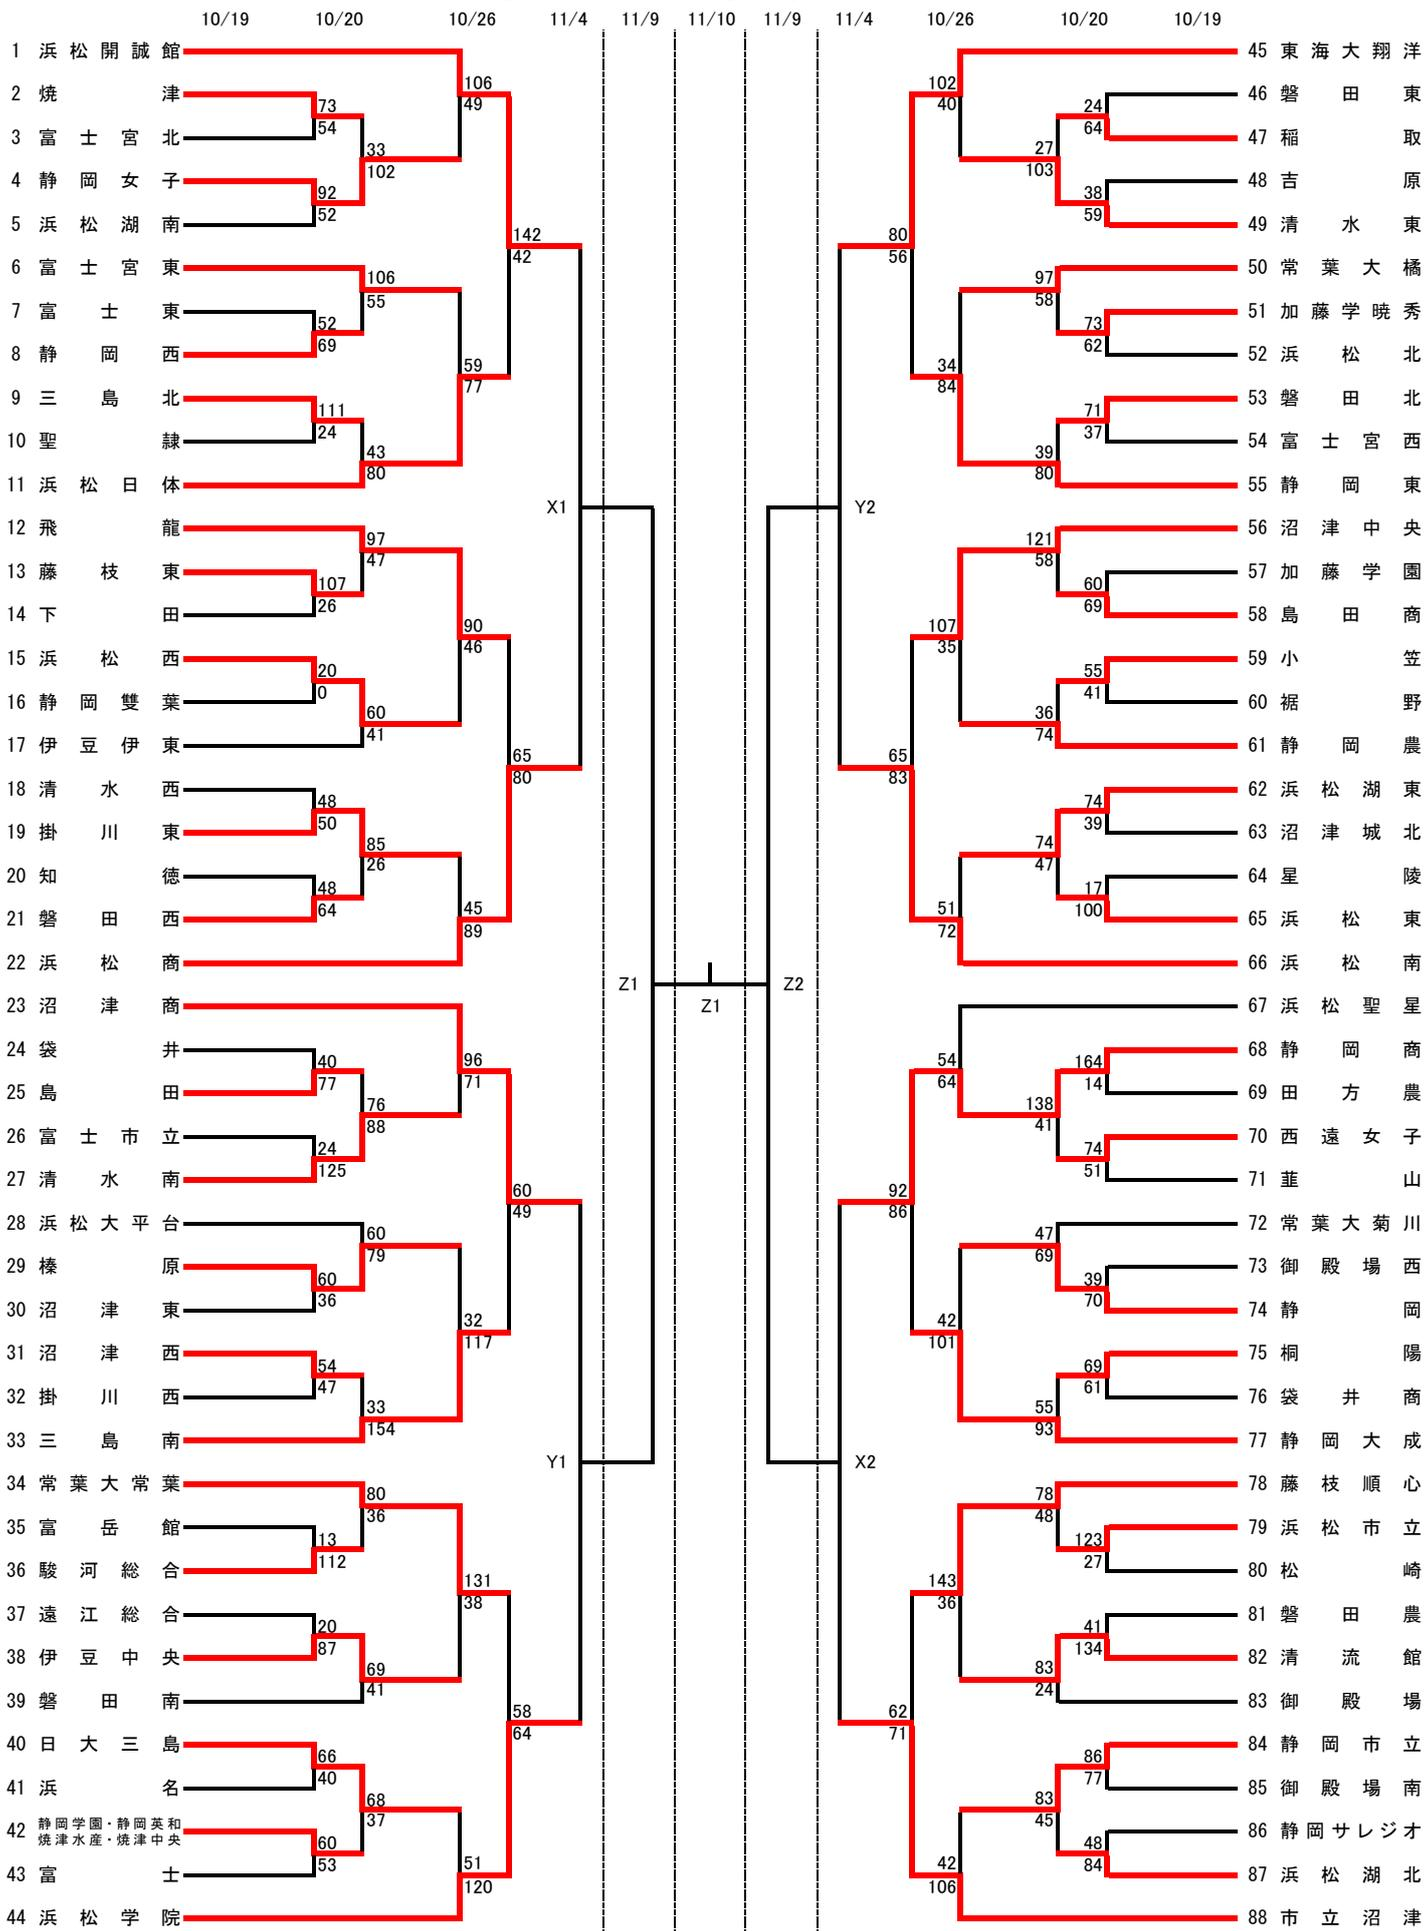 10/19 10/20 10/26 11/4 11/9 11/10 11/9 11/4 10/26 10/20 10/19
1 浜松開誠館
2 焼津
3 富士宮北
4 静岡女子
5 浜松湖南
6 富士宮東
7 富士東
8 静岡西
9 三島北
10 聖隷
11 浜松日体
12 飛龍
13 藤枝東
14 下田
15 浜松西
16 静岡雙葉
17 伊豆伊東
18 清水西
19 掛川東
20 知徳
21 磐田西
22 浜松商
23 沼津商
24 袋井
25 島田
26 富士市立
27 清水南
28 浜松大平台
29 榛原
30 沼津東
31 沼津西
32 掛川西
33 三島南
34 常葉大常葉
35 富岳館
36 駿河総合
37 遠江総合
38 伊豆中央
39 磐田南
40 日大三島
41 浜名
42 静岡学園・静岡英和
焼津水産・焼津中央
43 富士
44 浜松学院
73
54
92
52
52
69
111
24
107
26
20
0
48
50
48
64
40
77
24
125
60
36
54
47
13
112
20
87
66
40
60
53
33
102
106
55
43
80
97
47
60
41
85
26
76
88
60
79
33
154
80
36
69
41
68
37
106
49
59
77
90
46
45
89
96
71
32
117
131
38
51
120
142
42
65
80
60
49
58
64
X1
Y1
Z1
Z1
Z2
Y2
X2
80
56
65
83
92
86
62
71
102
40
34
84
107
35
51
72
54
64
42
101
143
36
42
106
27
103
97
58
39
80
121
58
36
74
74
47
138
41
47
69
55
93
78
48
83
24
83
45
24
64
38
59
73
62
71
37
60
69
55
41
74
39
17
100
164
14
74
51
39
70
69
61
123
27
41
134
86
77
48
84
45 東海大翔洋
46 磐田東
47 稲取
48 吉原
49 清水東
50 常葉大橘
51 加藤学暁秀
52 浜松北
53 磐田北
54 富士宮西
55 静岡東
56 沼津中央
57 加藤学園
58 島田商
59 小笠
60 裾野
61 静岡農
62 浜松湖東
63 沼津城北
64 星陵
65 浜松東
66 浜松南
67 浜松聖星
68 静岡商
69 田方農
70 西遠女子
71 韮山
72 常葉大菊川
73 御殿場西
74 静岡
75 桐陽
76 袋井商
77 静岡大成
78 藤枝順心
79 浜松市立
80 松崎
81 磐田農
82 清流館
83 御殿場
84 静岡市立
85 御殿場南
86 静岡サレジオ
87 浜松湖北
88 市立沼津